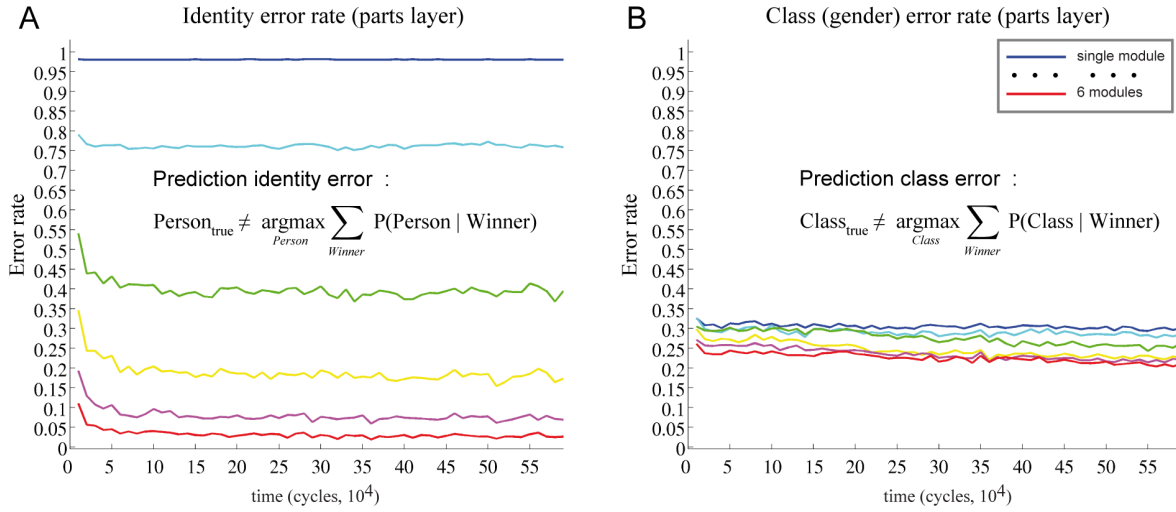 A
Identity error rate (parts layer)
1
0.95
0.9
0.85
0.8
0.75
0.7
0.65
0.6
0.55
0.5
0.45
0.4
0.35
0.3
0.25
0.2
0.15
0.1
0.05
0
Error rate
Prediction identity error :
Person_true ≠ argmax_Person ∑_Winner P(Person | Winner)
0 5 10 15 20 25 30 35 40 45 50 55
time (cycles, 10^4)
B
Class (gender) error rate (parts layer)
single module
• • • • • •
6 modules
1
0.95
0.9
0.85
0.8
0.75
0.7
0.65
0.6
0.55
0.5
0.45
0.4
0.35
0.3
0.25
0.2
0.15
0.1
0.05
0
Error rate
Prediction class error :
Class_true ≠ argmax_Class ∑_Winner P(Class | Winner)
0 5 10 15 20 25 30 35 40 45 50 55
time (cycles, 10^4)